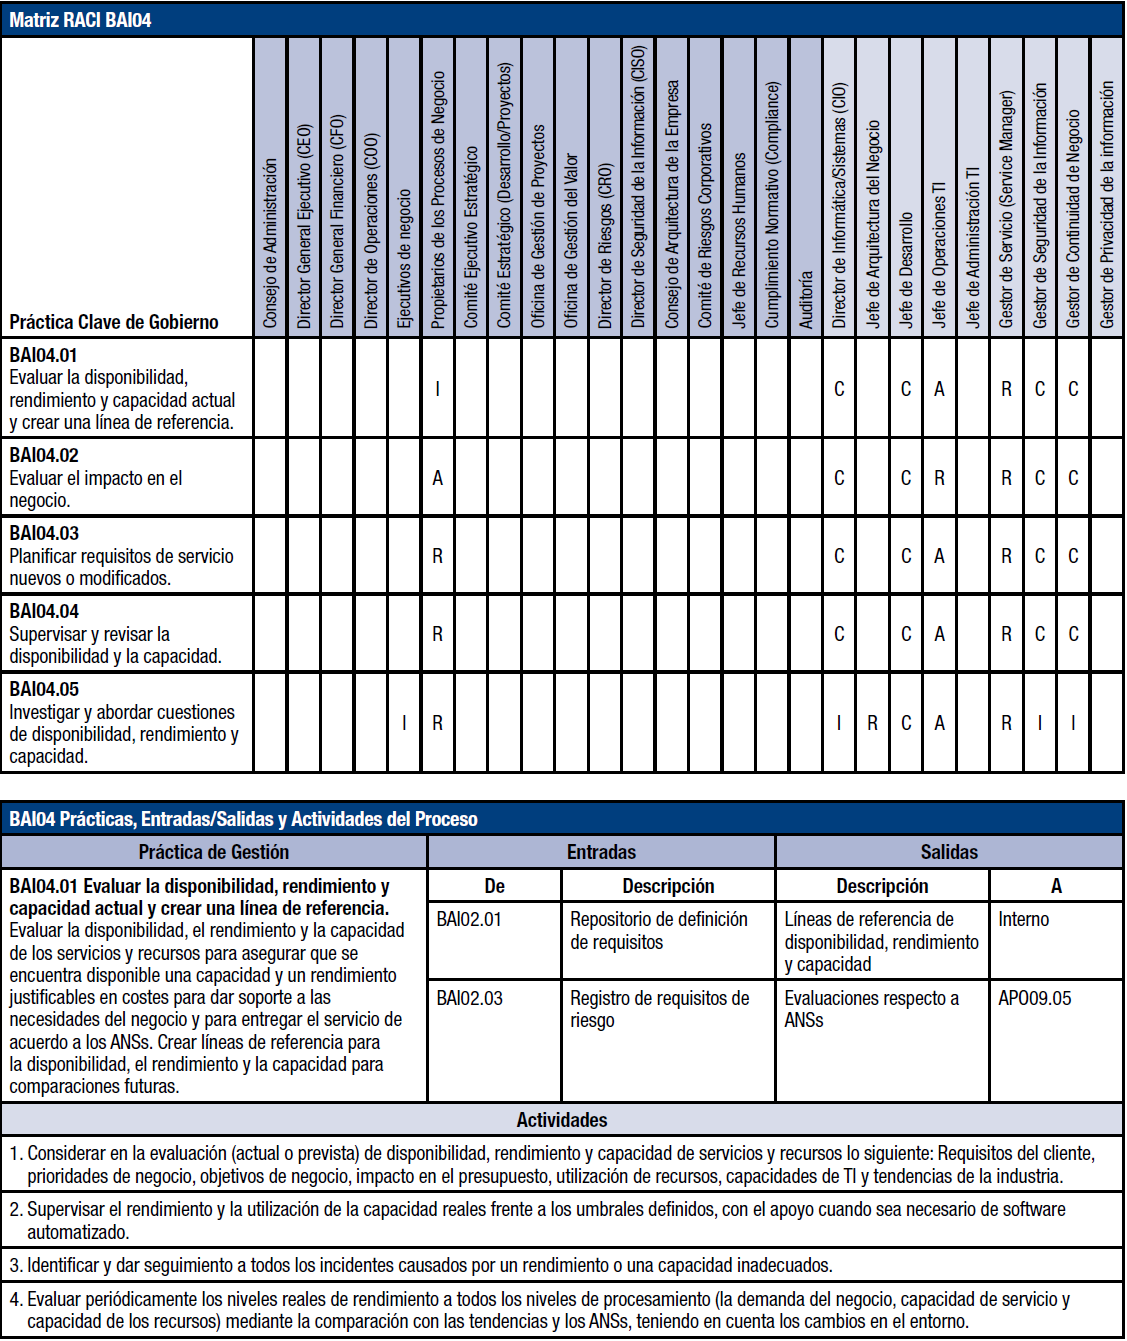 Matriz RACI BAI04
Práctica Clave de Gobierno
Consejo de Administración
Director General Ejecutivo (CEO)
Director General Financiero (CFO)
Director de Operaciones (COO)
Ejecutivos de negocio
Propietarios de los Procesos de Negocio
Comité Ejecutivo Estratégico
Comité Estratégico (Desarrollo/Proyectos)
Oficina de Gestión de Proyectos
Oficina de Gestión del Valor
Director de Riesgos (CRO)
Director de Seguridad de la Información (CISO)
Consejo de Arquitectura de la Empresa
Comité de Riesgos Corporativos
Jefe de Recursos Humanos
Cumplimiento Normativo (Compliance)
Auditoría
Director de Informática/Sistemas (CIO)
Jefe de Arquitectura del Negocio
Jefe de Desarrollo
Jefe de Operaciones TI
Jefe de Administración TI
Gestor de Servicio (Service Manager)
Gestor de Seguridad de la Información
Gestor de Continuidad de Negocio
Gestor de Privacidad de la información
BAI04.01
Evaluar la disponibilidad,
rendimiento y capacidad actual
y crear una línea de referencia.
I C C A R C C
BAI04.02
Evaluar el impacto en el
negocio.
A C C R R C C
BAI04.03
Planificar requisitos de servicio
nuevos o modificados.
R C C A R C C
BAI04.04
Supervisar y revisar la
disponibilidad y la capacidad.
R C C A R C C
BAI04.05
Investigar y abordar cuestiones
de disponibilidad, rendimiento y
capacidad.
I R I R C A R I I
BAI04 Prácticas, Entradas/Salidas y Actividades del Proceso
Práctica de Gestión Entradas Salidas
BAI04.01 Evaluar la disponibilidad, rendimiento y
capacidad actual y crear una línea de referencia.
Evaluar la disponibilidad, el rendimiento y la capacidad
de los servicios y recursos para asegurar que se
encuentra disponible una capacidad y un rendimiento
justificables en costes para dar soporte a las
necesidades del negocio y para entregar el servicio de
acuerdo a los ANSs. Crear líneas de referencia para
la disponibilidad, el rendimiento y la capacidad para
comparaciones futuras.
De Descripción Descripción A
BAI02.01 Repositorio de definición
de requisitos
Líneas de referencia de
disponibilidad, rendimiento
y capacidad
Interno
BAI02.03 Registro de requisitos de
riesgo
Evaluaciones respecto a
ANSs
APO09.05
Actividades
1. Considerar en la evaluación (actual o prevista) de disponibilidad, rendimiento y capacidad de servicios y recursos lo siguiente: Requisitos del cliente,
prioridades de negocio, objetivos de negocio, impacto en el presupuesto, utilización de recursos, capacidades de TI y tendencias de la industria.
2. Supervisar el rendimiento y la utilización de la capacidad reales frente a los umbrales definidos, con el apoyo cuando sea necesario de software
automatizado.
3. Identificar y dar seguimiento a todos los incidentes causados por un rendimiento o una capacidad inadecuados.
4. Evaluar periódicamente los niveles reales de rendimiento a todos los niveles de procesamiento (la demanda del negocio, capacidad de servicio y
capacidad de los recursos) mediante la comparación con las tendencias y los ANSs, teniendo en cuenta los cambios en el entorno.